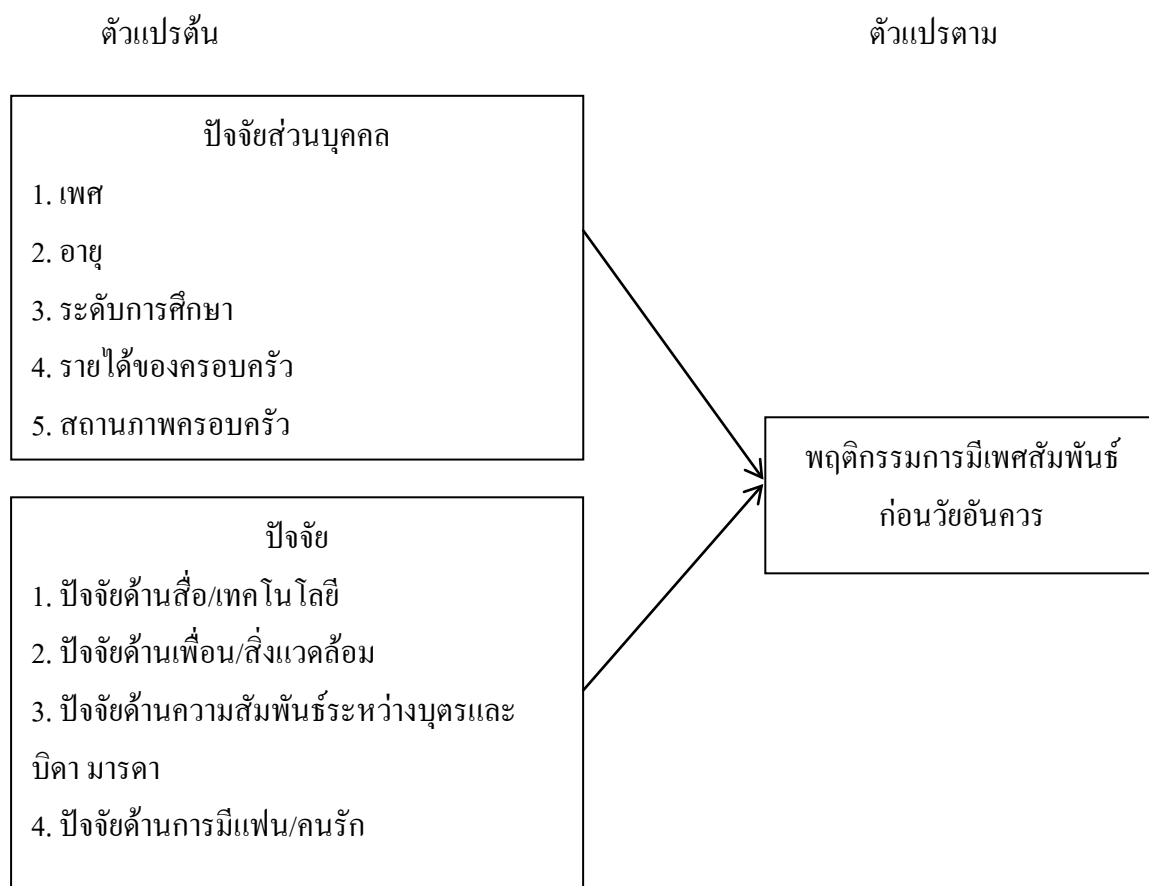 ตัวแปรต้น
ตัวแปรตาม
ปัจจัยส่วนบุคคล
1. เพศ
2. อายุ
3. ระดับการศึกษา
4. รายได้ของครอบครัว
5. สถานภาพครอบครัว
พฤติกรรมการมีเพศสัมพันธ์
ก่อนวัยอันควร
ปัจจัย
1. ปัจจัยด้านสื่อ/เทคโนโลยี
2. ปัจจัยด้านเพื่อน/สิ่งแวดล้อม
3. ปัจจัยด้านความสัมพันธ์ระหว่างบุตรและ
บิดา มารดา
4. ปัจจัยด้านการมีแฟน/คนรัก